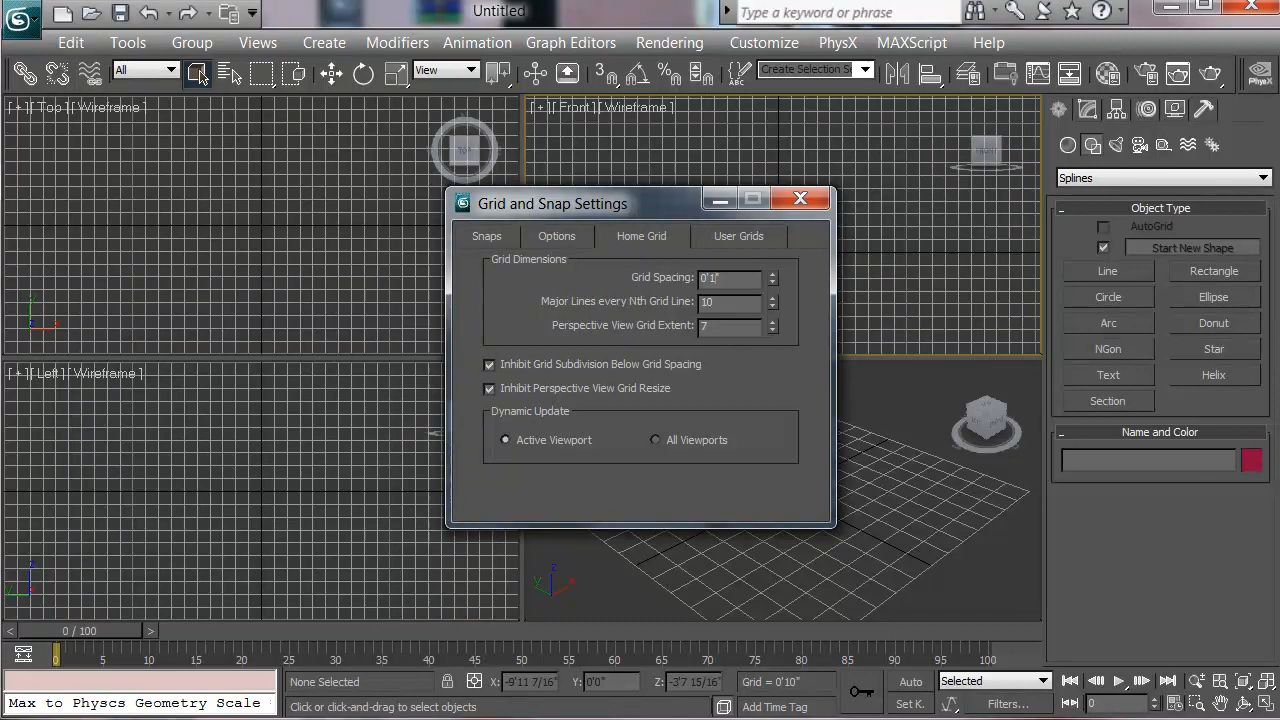 Untitled
Type a keyword or phrase
Edit Tools Group Views Create Modifiers Animation Graph Editors Rendering Customize PhysX MAXScript Help
All
View
3
%
Create Selection Se
PhysX
[ + ] [ Top ] [ Wireframe ]
TOP
[ + ] [ Front ] [ Wireframe ]
FRONT
Splines
Grid and Snap Settings
Snaps Options Home Grid User Grids
Grid Dimensions
Grid Spacing: 0'1"
Major Lines every Nth Grid Line: 10
Perspective View Grid Extent: 7
Inhibit Grid Subdivision Below Grid Spacing
Inhibit Perspective View Grid Resize
Dynamic Update
Active Viewport All Viewports
- Object Type
AutoGrid
Start New Shape
Line Rectangle
Circle Ellipse
Arc Donut
NGon Star
Text Helix
Section
- Name and Color
[ + ] [ Left ] [ Wireframe ]
y x
z
y
z
y x
< 0 / 100 >
0 5 10 15 20 25 30 35 40 45 50 55 60 65 70 75 80 85 90 95 100
None Selected X: -9'11 7/16" Y: 0'0" Z: -3'7 15/16" Grid = 0'10" Auto Selected
Max to Physcs Geometry Scale Click or click-and-drag to select objects Add Time Tag Set K. Filters... 0